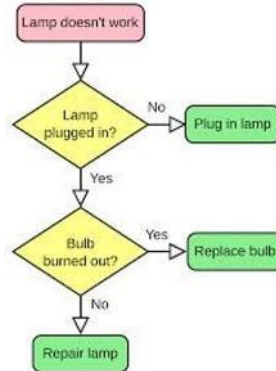 Lamp doesn't work
Lamp
plugged in?
No
Plug in lamp
Yes
Bulb
burned out?
Yes
Replace bulb
No
Repair lamp